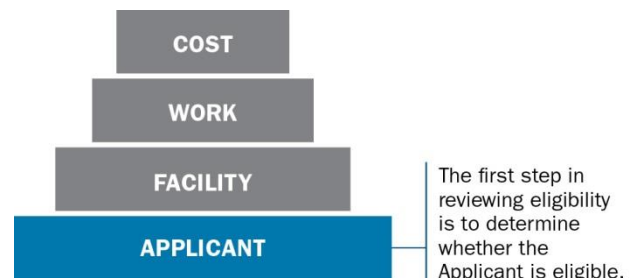 COST
WORK
FACILITY
APPLICANT
The first step in
reviewing eligibility
is to determine
whether the
Applicant is eligible.